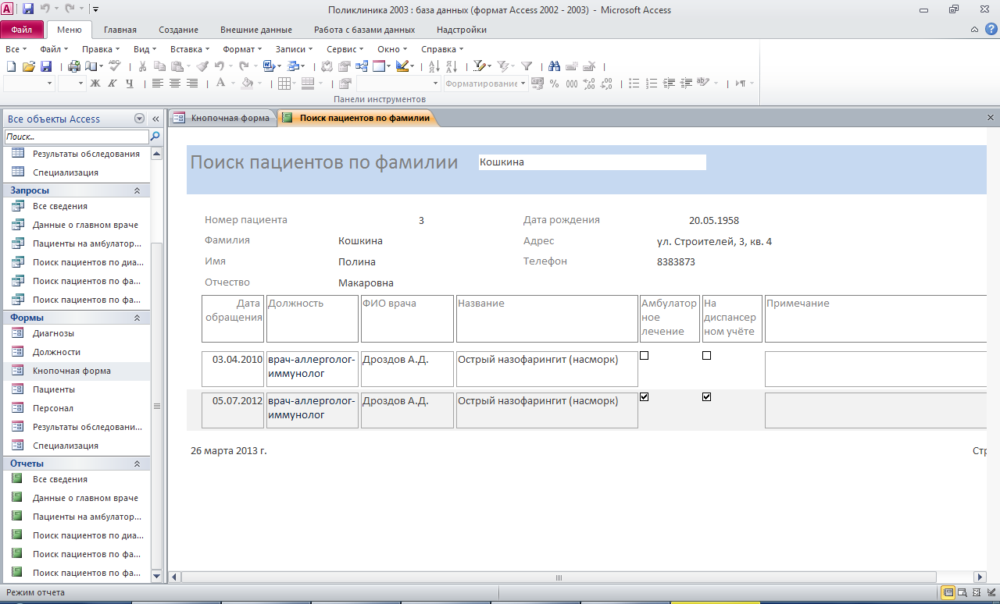 Поликлиника 2003 : база данных (формат Access 2002 - 2003) - Microsoft Access
Файл Меню Главная Создание Внешние данные Работа с базами данных Надстройки
Все Файл Правка Вид Вставка Формат Записи Сервис Окно Справка
Ж К Ч А Форматирование % 000
Панели инструментов
Все объекты Access
Поиск...
Результаты обследования
Специализация
Запросы
Все сведения
Данные о главном враче
Пациенты на амбулатор...
Поиск пациентов по диа...
Поиск пациентов по фа...
Поиск пациентов по фа...
Формы
Диагнозы
Должности
Кнопочная форма
Пациенты
Персонал
Результаты обследовани...
Специализация
Отчеты
Все сведения
Данные о главном враче
Пациенты на амбулатор...
Поиск пациентов по диа...
Поиск пациентов по фа...
Поиск пациентов по фа...
Кнопочная форма Поиск пациентов по фамилии
Поиск пациентов по фамилии Кошкина
Номер пациента 3 Дата рождения 20.05.1958
Фамилия Кошкина Адрес ул. Строителей, 3, кв. 4
Имя Полина Телефон 8383873
Отчество Макаровна
Дата Должность ФИО врача Название Амбулатор На Примечание
обращения ное диспансер
лечение ном учёте
03.04.2010 врач-аллерголог- Дроздов А.Д. Острый назофарингит (насморк)
иммунолог
05.07.2012 врач-аллерголог- Дроздов А.Д. Острый назофарингит (насморк)
иммунолог
26 марта 2013 г. Стр
Режим отчета